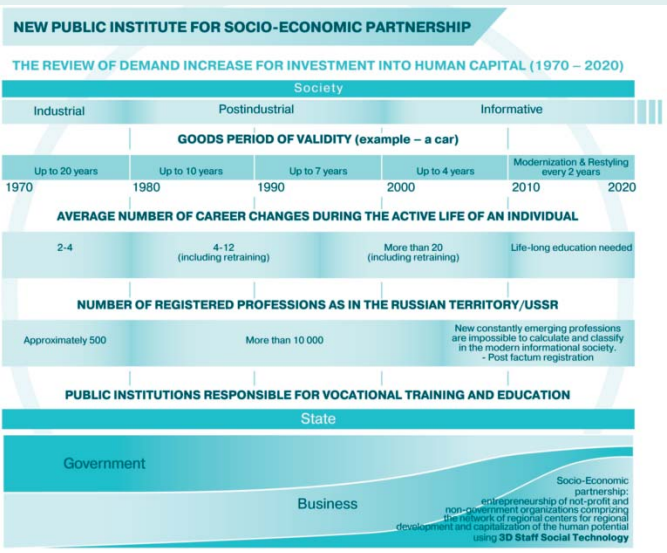 NEW PUBLIC INSTITUTE FOR SOCIO-ECONOMIC PARTNERSHIP
THE REVIEW OF DEMAND INCREASE FOR INVESTMENT INTO HUMAN CAPITAL (1970 – 2020)
Society
Industrial
Postindustrial
Informative
GOODS PERIOD OF VALIDITY (example – a car)
Up to 20 years
Up to 10 years
Up to 7 years
Up to 4 years
Modernization & Restyling
every 2 years
1970
1980
1990
2000
2010
2020
AVERAGE NUMBER OF CAREER CHANGES DURING THE ACTIVE LIFE OF AN INDIVIDUAL
2-4
4-12
(including retraining)
More than 20
(including retraining)
Life-long education needed
NUMBER OF REGISTERED PROFESSIONS AS IN THE RUSSIAN TERRITORY/USSR
Approximately 500
More than 10 000
New constantly emerging professions
are impossible to calculate and classify
in the modern informational society.
- Post factum registration
PUBLIC INSTITUTIONS RESPONSIBLE FOR VOCATIONAL TRAINING AND EDUCATION
State
Government
Business
Socio-Economic
partnership:
entrepreneurship of not-profit and
non-government organizations comprizing
the network of regional centers for regional
development and capitalization of the human potential
using 3D Staff Social Technology